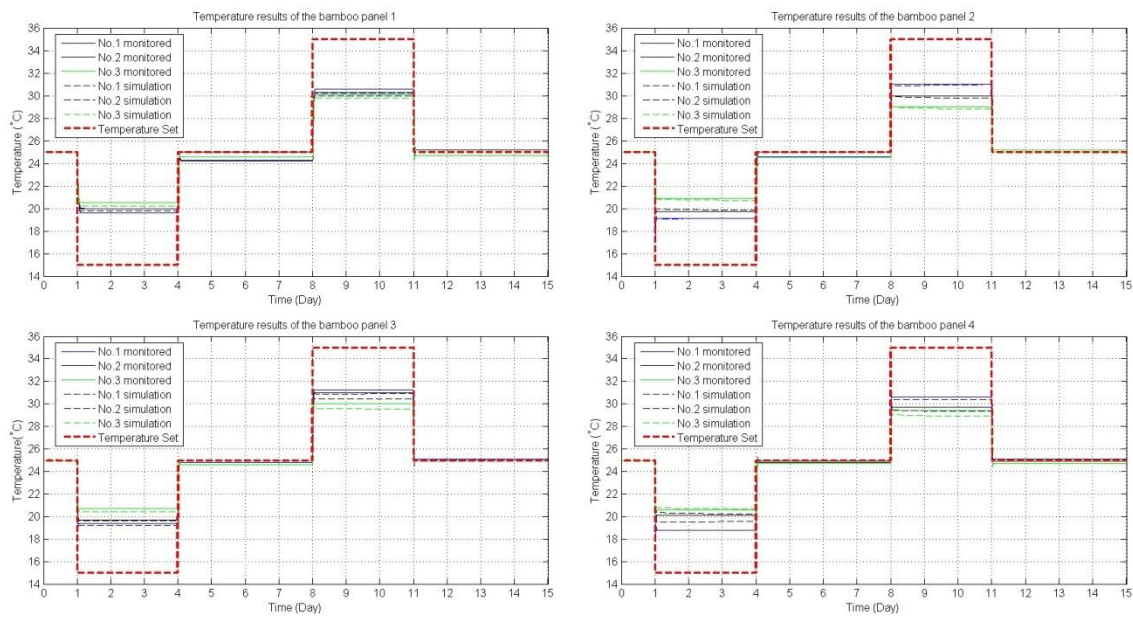 Temperature results of the bamboo panel 1
Temperature (°C)
36
34
32
30
28
26
24
22
20
18
16
14
No.1 monitored
No.2 monitored
No.3 monitored
No.1 simulation
No.2 simulation
No.3 simulation
Temperature Set
0 1 2 3 4 5 6 7 8 9 10 11 12 13 14 15
Time (Day)
Temperature results of the bamboo panel 2
Temperature (°C)
36
34
32
30
28
26
24
22
20
18
16
14
No.1 monitored
No.2 monitored
No.3 monitored
No.1 simulation
No.2 simulation
No.3 simulation
Temperature Set
0 1 2 3 4 5 6 7 8 9 10 11 12 13 14 15
Time (Day)
Temperature results of the bamboo panel 3
Temperature(°C)
36
34
32
30
28
26
24
22
20
18
16
14
No.1 monitored
No.2 monitored
No.3 monitored
No.1 simulation
No.2 simulation
No.3 simulation
Temperature Set
0 1 2 3 4 5 6 7 8 9 10 11 12 13 14 15
Time (Day)
Temperature results of the bamboo panel 4
Temperature (°C)
36
34
32
30
28
26
24
22
20
18
16
14
No.1 monitored
No.2 monitored
No.3 monitored
No.1 simulation
No.2 simulation
No.3 simulation
Temperature Set
0 1 2 3 4 5 6 7 8 9 10 11 12 13 14 15
Time (Day)